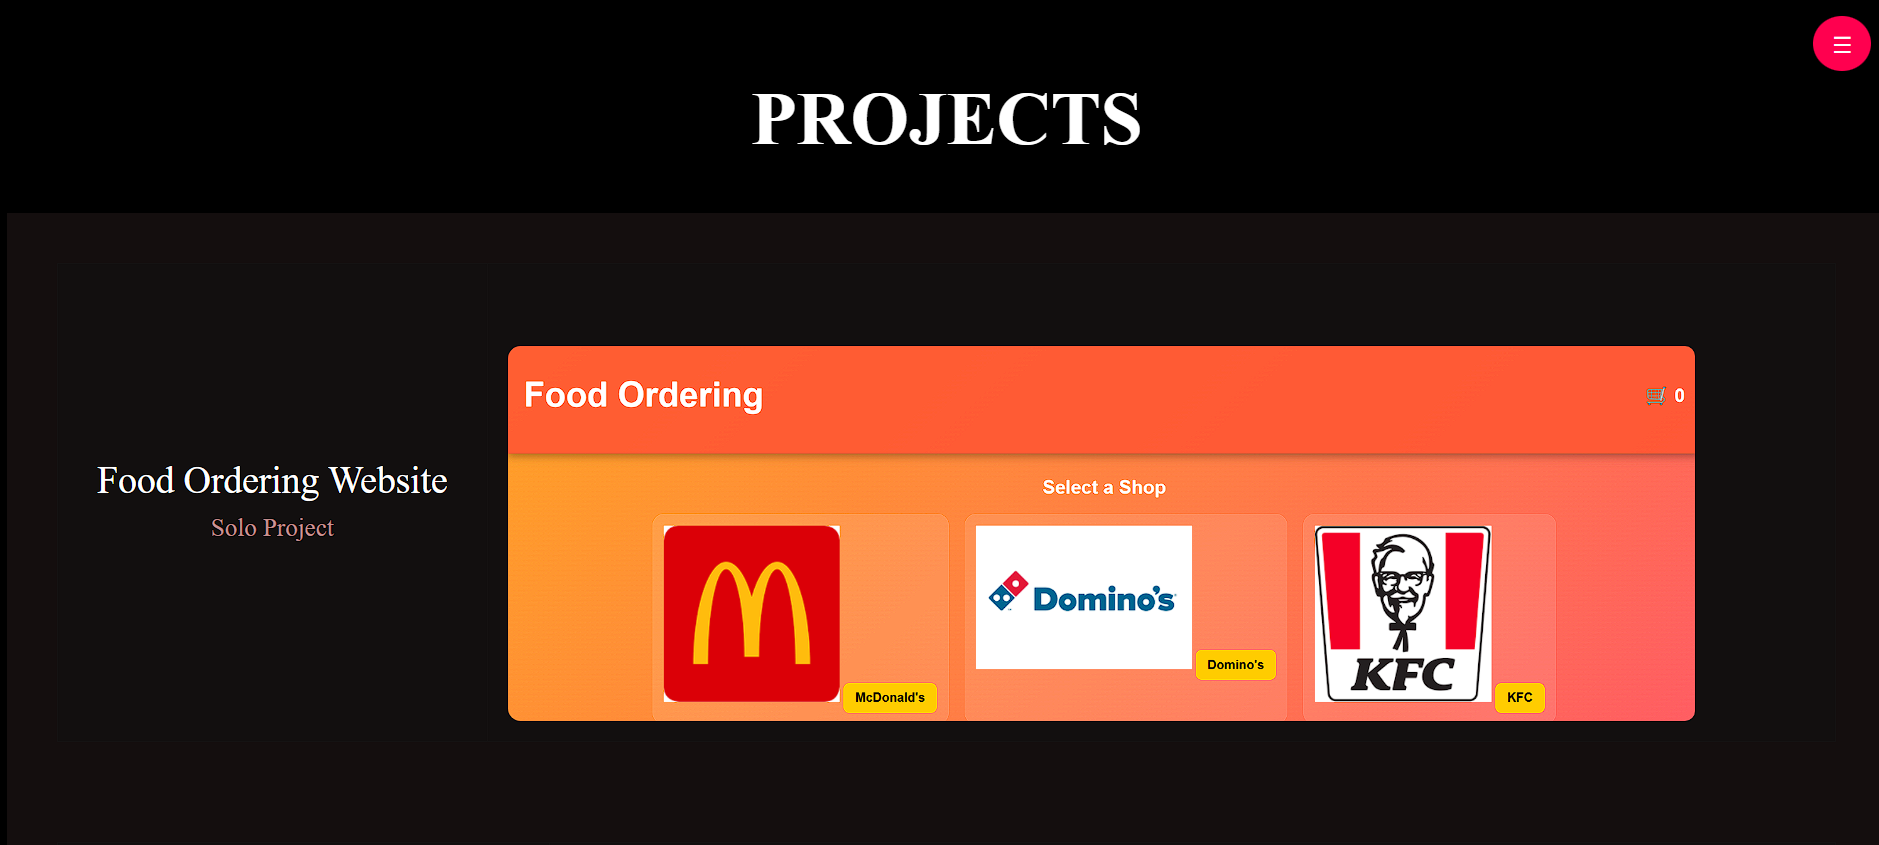 PROJECTS
Food Ordering Website
Solo Project
Food Ordering
0
Select a Shop
McDonald's
Domino's
Domino's
KFC
KFC